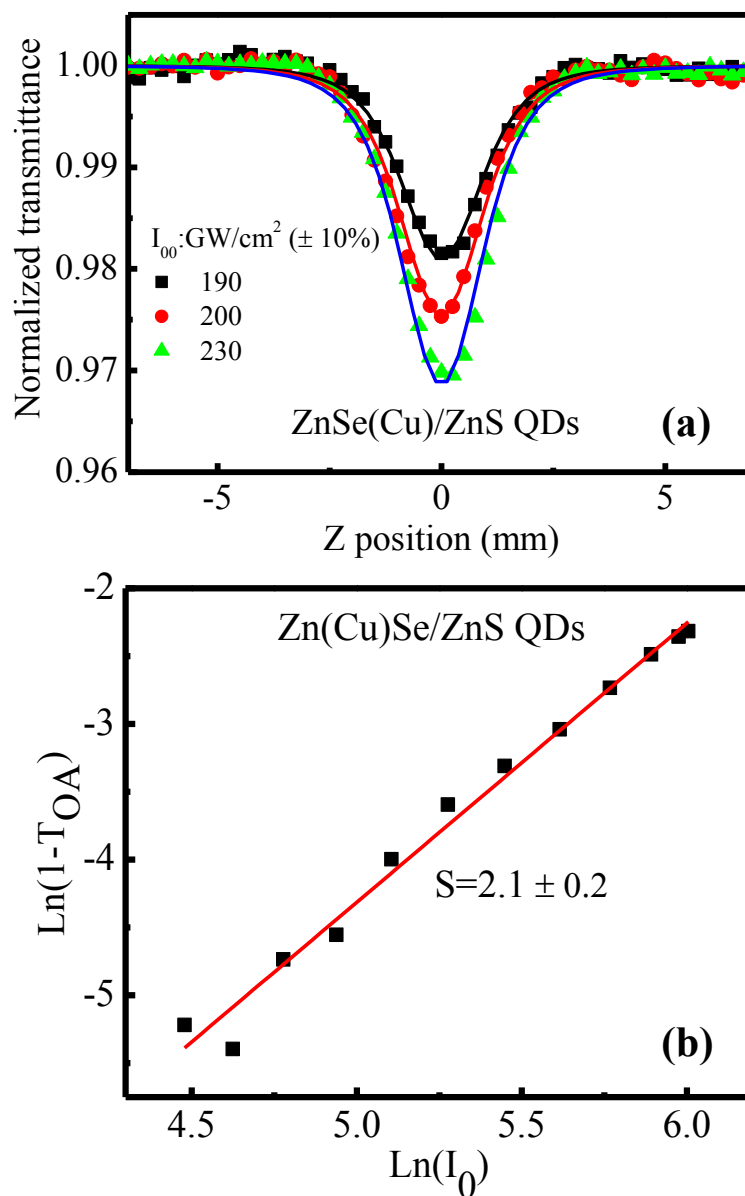 1.00
0.99
0.98
0.97
0.96
Normalized transmittance
I00:GW/cm² (± 10%)
190
200
230
ZnSe(Cu)/ZnS QDs
(a)
-5 0 5
Z position (mm)
-2
-3
-4
-5
Ln(1-TOA)
Zn(Cu)Se/ZnS QDs
S=2.1 ± 0.2
(b)
4.5 5.0 5.5 6.0
Ln(I0)